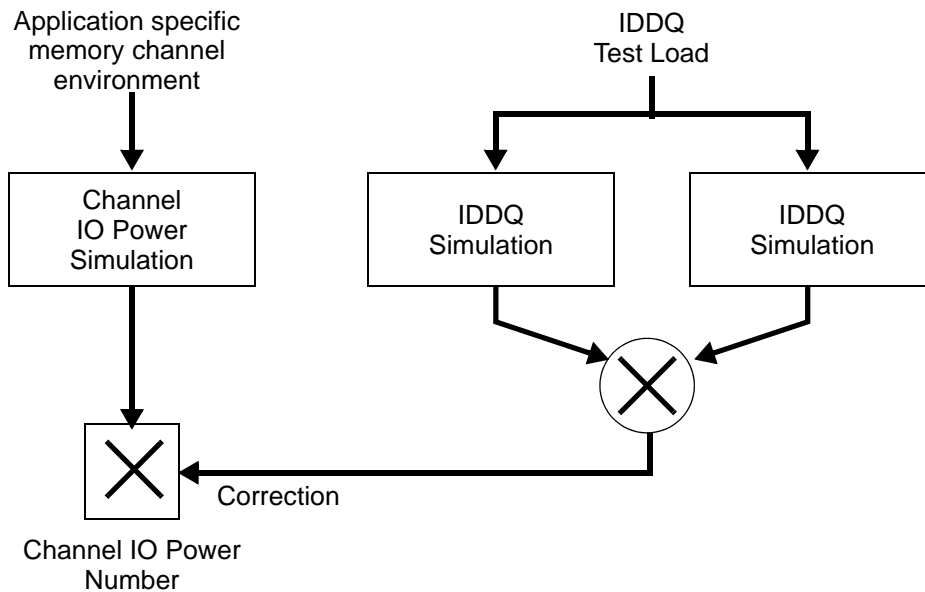 Application specific
memory channel
environment
IDDQ
Test Load
Channel
IO Power
Simulation
IDDQ
Simulation
IDDQ
Simulation
Correction
Channel IO Power
Number